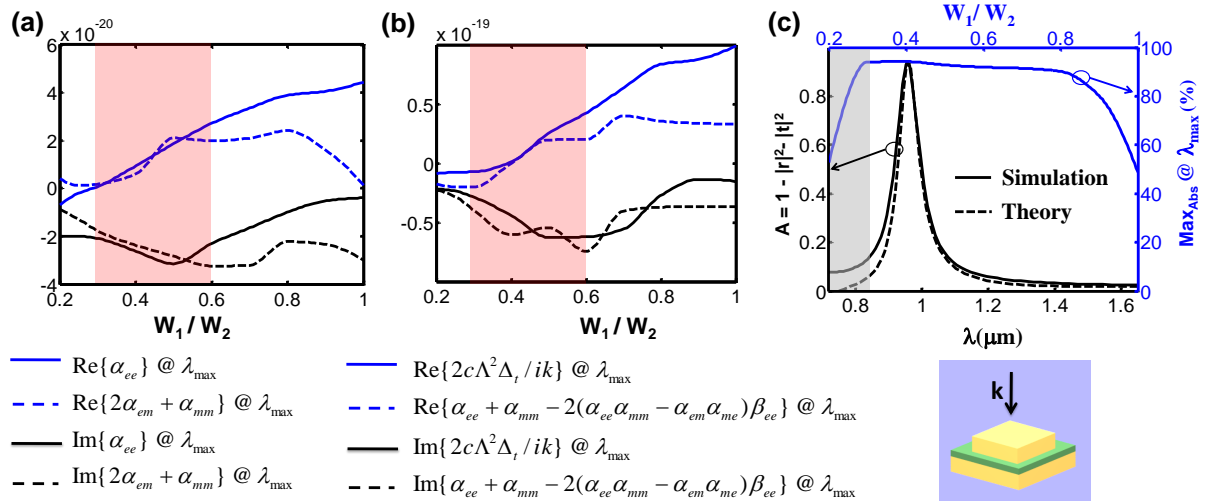 (a)
x 10⁻²⁰
6
4
2
0
-2
-4
0.2 0.4 0.6 0.8 1
W₁ / W₂
(b)
x 10⁻¹⁹
0.5
0
-0.5
0.2 0.4 0.6 0.8 1
W₁ / W₂
(c)
W₁/ W₂
0.2 0.4 0.6 0.8 1
A = 1 - |r|²- |t|²
1
0.8
0.6
0.4
0.2
0
100
80
60
40
20
0
Max_Abs @ λ_max (%)
Simulation
Theory
0.8 1 1.2 1.4 1.6
λ(μm)
Re{α_ee} @ λ_max
Re{2α_em + α_mm} @ λ_max
Im{α_ee} @ λ_max
Im{2α_em + α_mm} @ λ_max
Re{2cΛ²Δ_t / ik} @ λ_max
Re{α_ee + α_mm − 2(α_ee α_mm − α_em α_me)β_ee} @ λ_max
Im{2cΛ²Δ_t / ik} @ λ_max
Im{α_ee + α_mm − 2(α_ee α_mm − α_em α_me)β_ee} @ λ_max
k